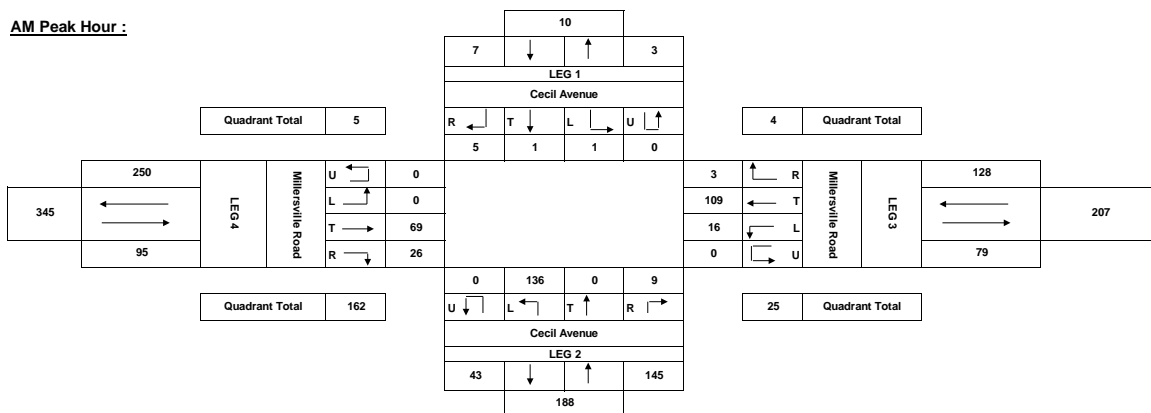 AM Peak Hour :
10
7 3
LEG 1
Cecil Avenue
Quadrant Total 5
R T L U
4 Quadrant Total
5 1 1 0
250
U 0
3 R
128
345
LEG 4
Millersville Road
L 0
109 T
Millersville Road
LEG 3
207
T 69
16 L
95
R 26
0 U
79
0 136 0 9
Quadrant Total 162
U L T R
25 Quadrant Total
Cecil Avenue
LEG 2
43 145
188